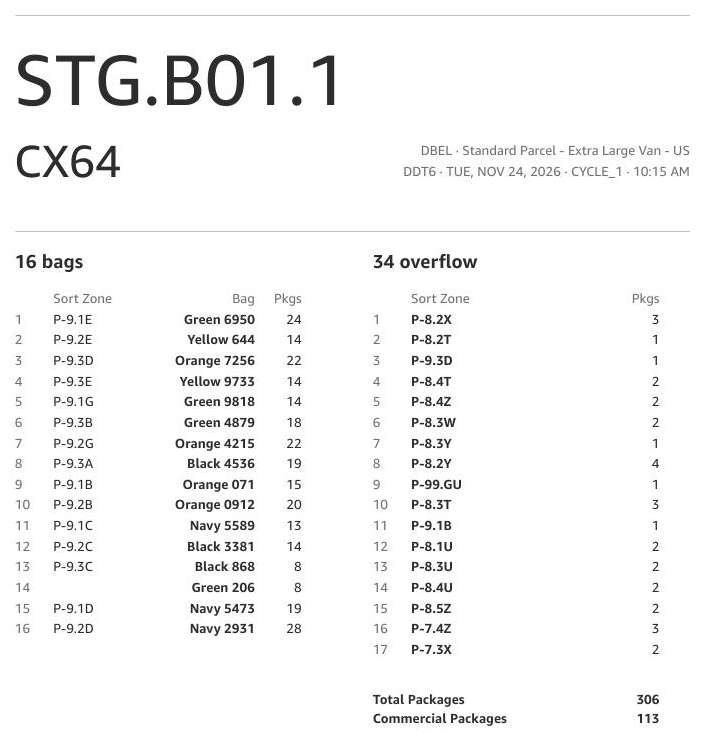 STG.B01.1
CX64
DBEL · Standard Parcel - Extra Large Van - US
DDT6 · TUE, NOV 24, 2026 · CYCLE_1 · 10:15 AM
16 bags
Sort Zone Bag Pkgs
1 P-9.1E Green 6950 24
2 P-9.2E Yellow 644 14
3 P-9.3D Orange 7256 22
4 P-9.3E Yellow 9733 14
5 P-9.1G Green 9818 14
6 P-9.3B Green 4879 18
7 P-9.2G Orange 4215 22
8 P-9.3A Black 4536 19
9 P-9.1B Orange 071 15
10 P-9.2B Orange 0912 20
11 P-9.1C Navy 5589 13
12 P-9.2C Black 3381 14
13 P-9.3C Black 868 8
14 Green 206 8
15 P-9.1D Navy 5473 19
16 P-9.2D Navy 2931 28
34 overflow
Sort Zone Pkgs
1 P-8.2X 3
2 P-8.2T 1
3 P-9.3D 1
4 P-8.4T 2
5 P-8.4Z 2
6 P-8.3W 2
7 P-8.3Y 1
8 P-8.2Y 4
9 P-99.GU 1
10 P-8.3T 3
11 P-9.1B 1
12 P-8.1U 2
13 P-8.3U 2
14 P-8.4U 2
15 P-8.5Z 2
16 P-7.4Z 3
17 P-7.3X 2
Total Packages 306
Commercial Packages 113